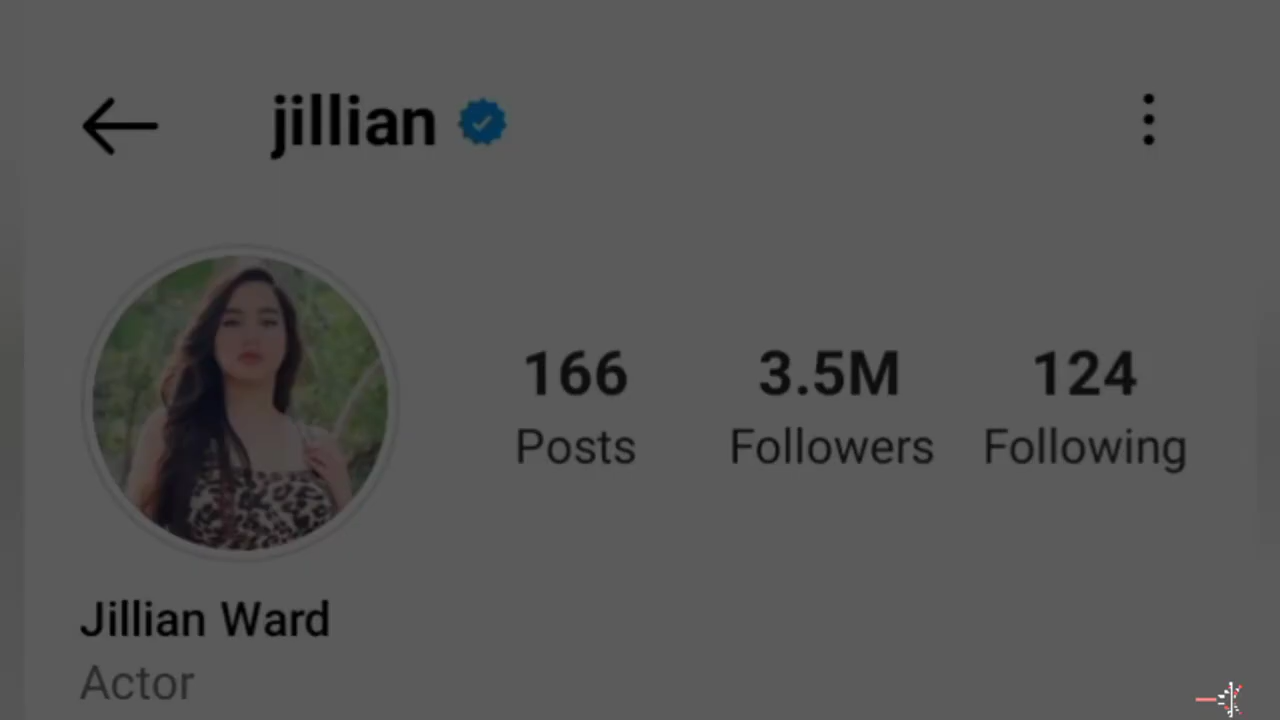 jillian
166 3.5M 124
Posts Followers Following
Jillian Ward
Actor